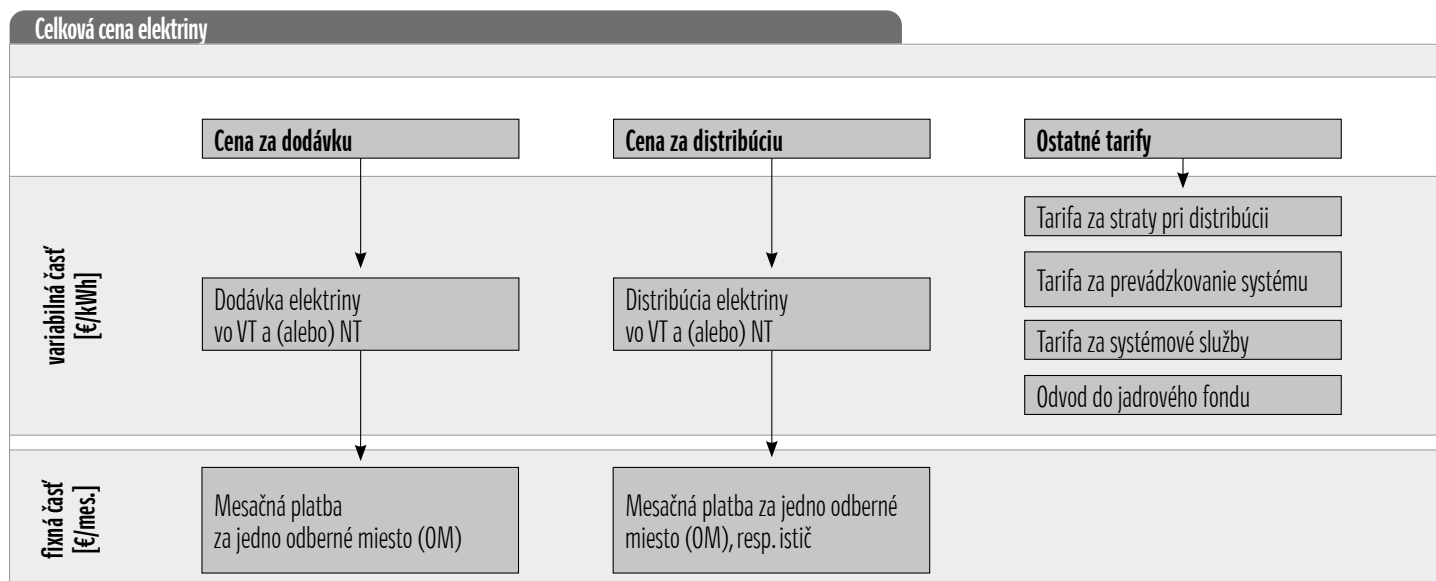 Celková cena elektriny
Cena za dodávku
Cena za distribúciu
Ostatné tarify
variabilná časť
[€/kWh]
Dodávka elektriny
vo VT a (alebo) NT
Distribúcia elektriny
vo VT a (alebo) NT
Tarifa za straty pri distribúcii
Tarifa za prevádzkovanie systému
Tarifa za systémové služby
Odvod do jadrového fondu
fixná časť
[€/mes.]
Mesačná platba
za jedno odberné miesto (OM)
Mesačná platba za jedno odberné
miesto (OM), resp. istič